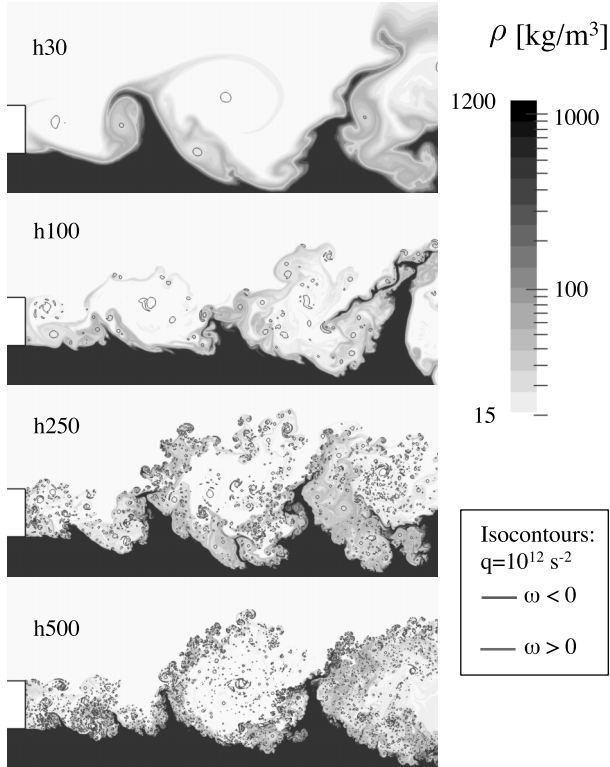 h30
h100
h250
h500
ρ [kg/m³]
1200
1000
100
15
Isocontours:
q=10¹² s⁻²
ω < 0
ω > 0